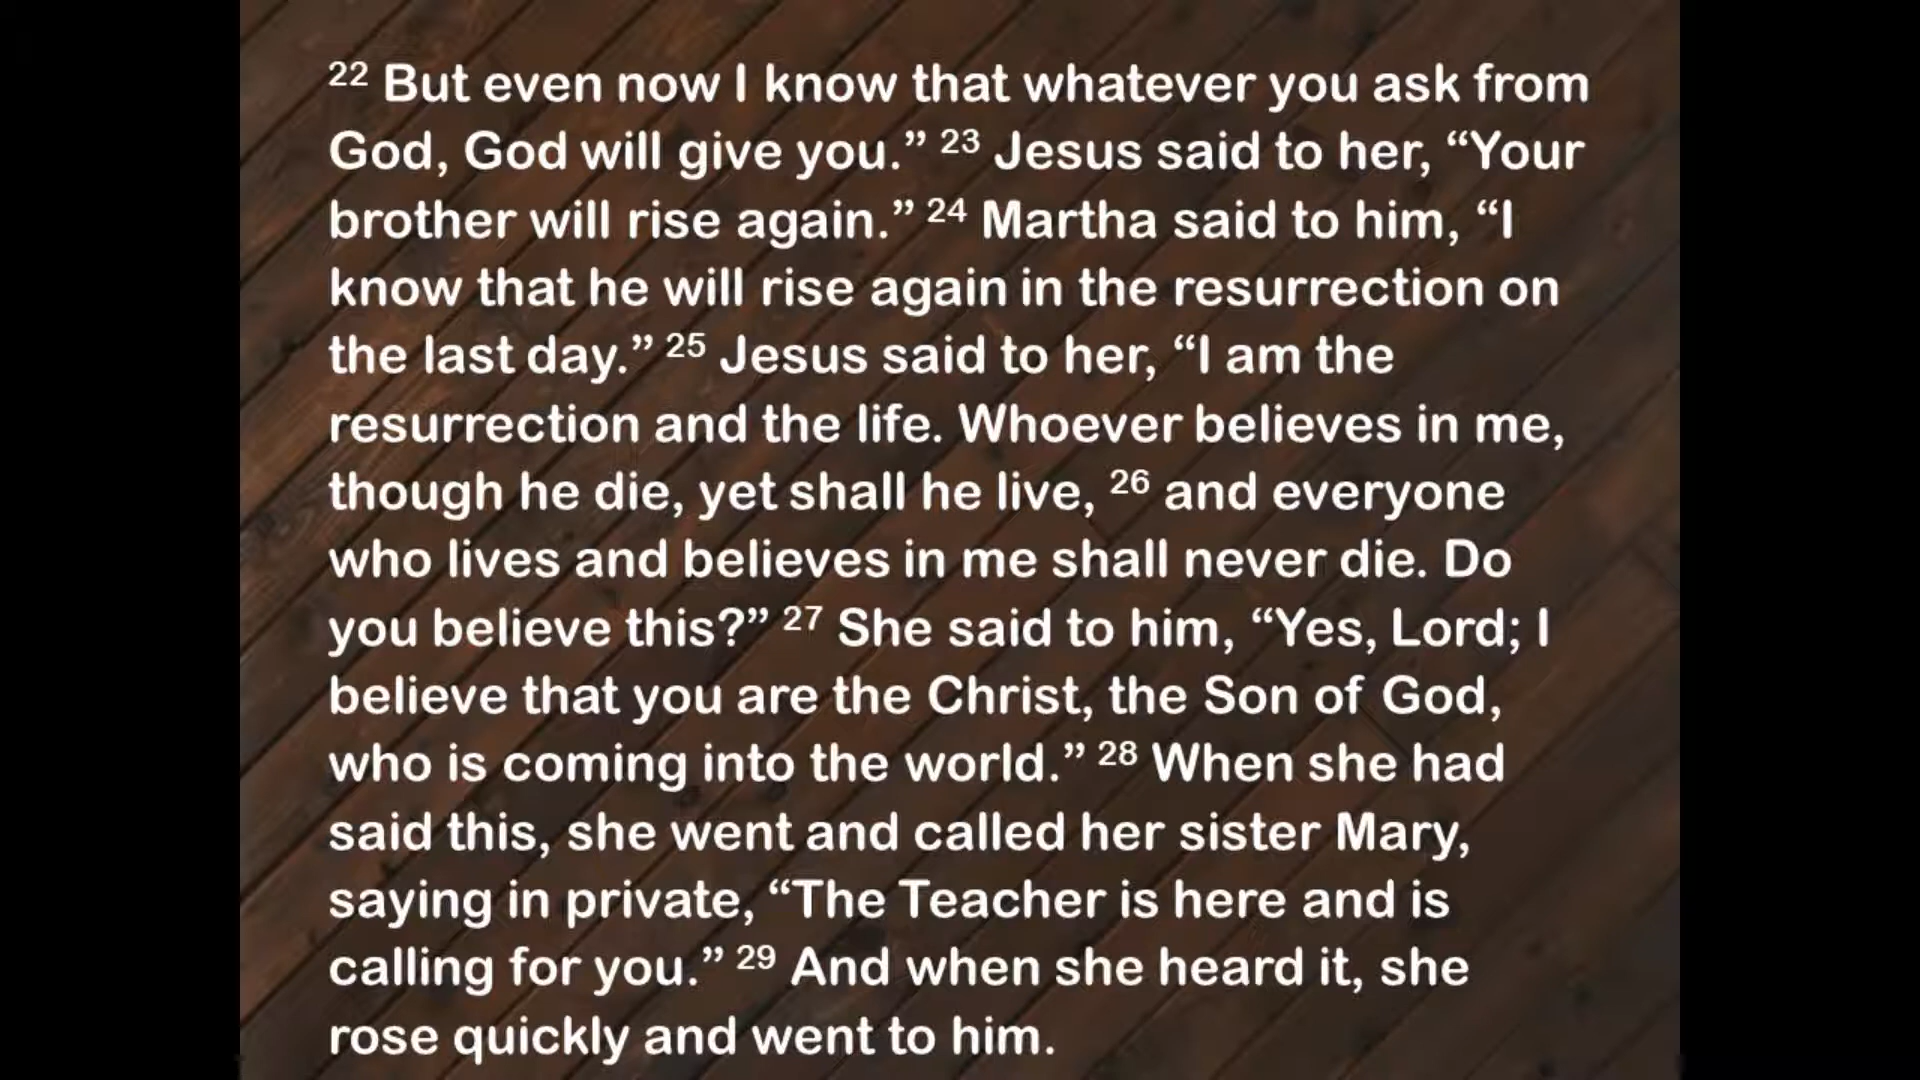 22 But even now I know that whatever you ask from
God, God will give you.” 23 Jesus said to her, “Your
brother will rise again.” 24 Martha said to him, “I
know that he will rise again in the resurrection on
the last day.” 25 Jesus said to her, “I am the
resurrection and the life. Whoever believes in me,
though he die, yet shall he live, 26 and everyone
who lives and believes in me shall never die. Do
you believe this?” 27 She said to him, “Yes, Lord; I
believe that you are the Christ, the Son of God,
who is coming into the world.” 28 When she had
said this, she went and called her sister Mary,
saying in private, “The Teacher is here and is
calling for you.” 29 And when she heard it, she
rose quickly and went to him.